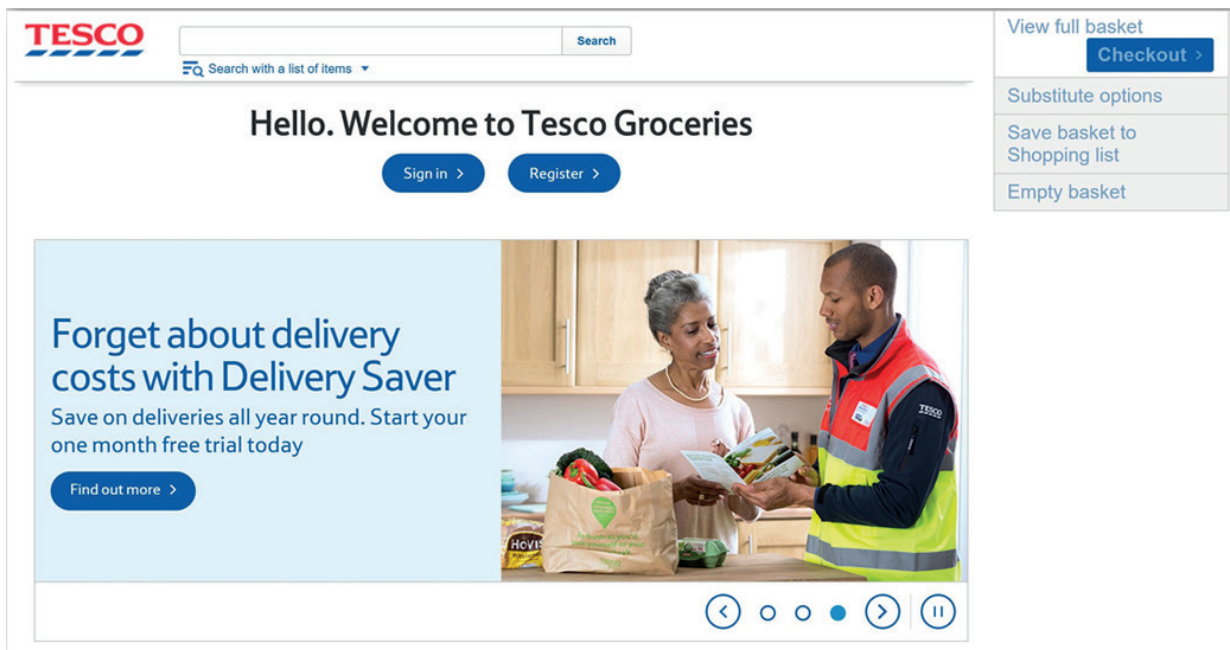 TESCO
Search
Search with a list of items
Hello. Welcome to Tesco Groceries
Sign in
Register
View full basket
Checkout
Substitute options
Save basket to
Shopping list
Empty basket
Forget about delivery
costs with Delivery Saver
Save on deliveries all year round. Start your
one month free trial today
Find out more
TESCO
HOVIS